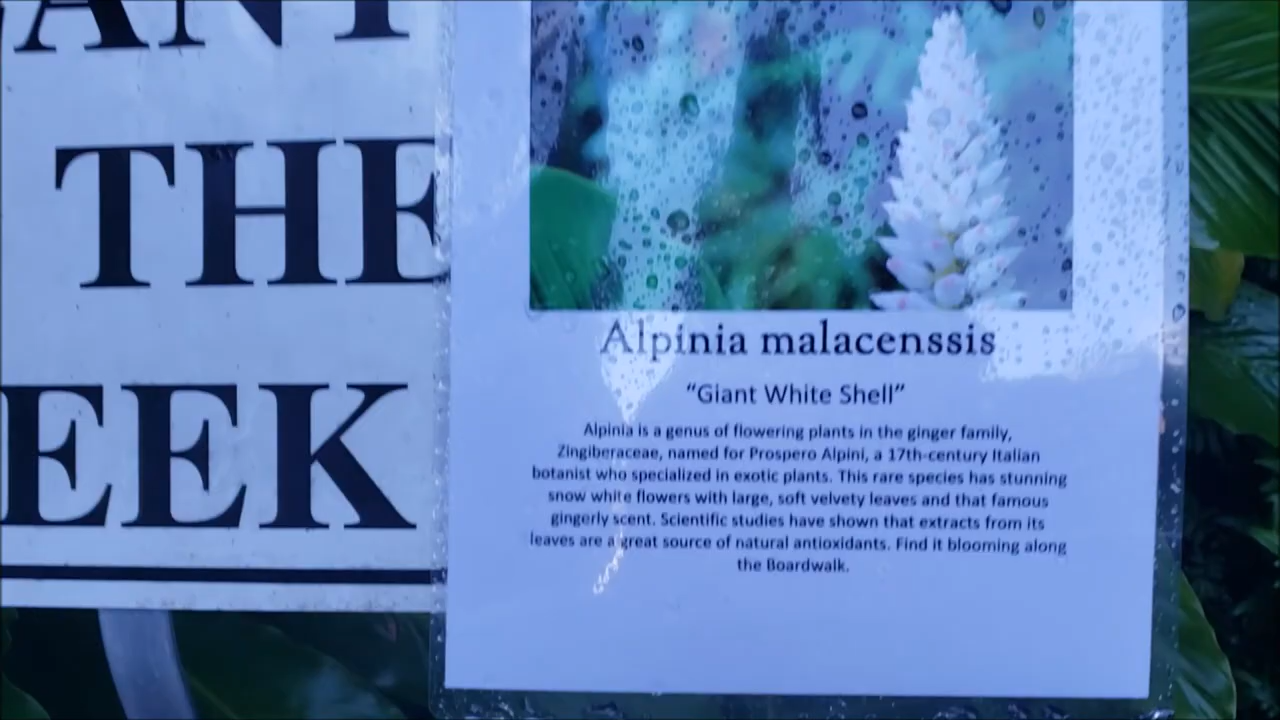 ANT
THE
EEK
Alpinia malacenssis
“Giant White Shell”
Alpinia is a genus of flowering plants in the ginger family,
Zingiberaceae, named for Prospero Alpini, a 17th-century Italian
botanist who specialized in exotic plants. This rare species has stunning
snow white flowers with large, soft velvety leaves and that famous
gingerly scent. Scientific studies have shown that extracts from its
leaves are a great source of natural antioxidants. Find it blooming along
the Boardwalk.